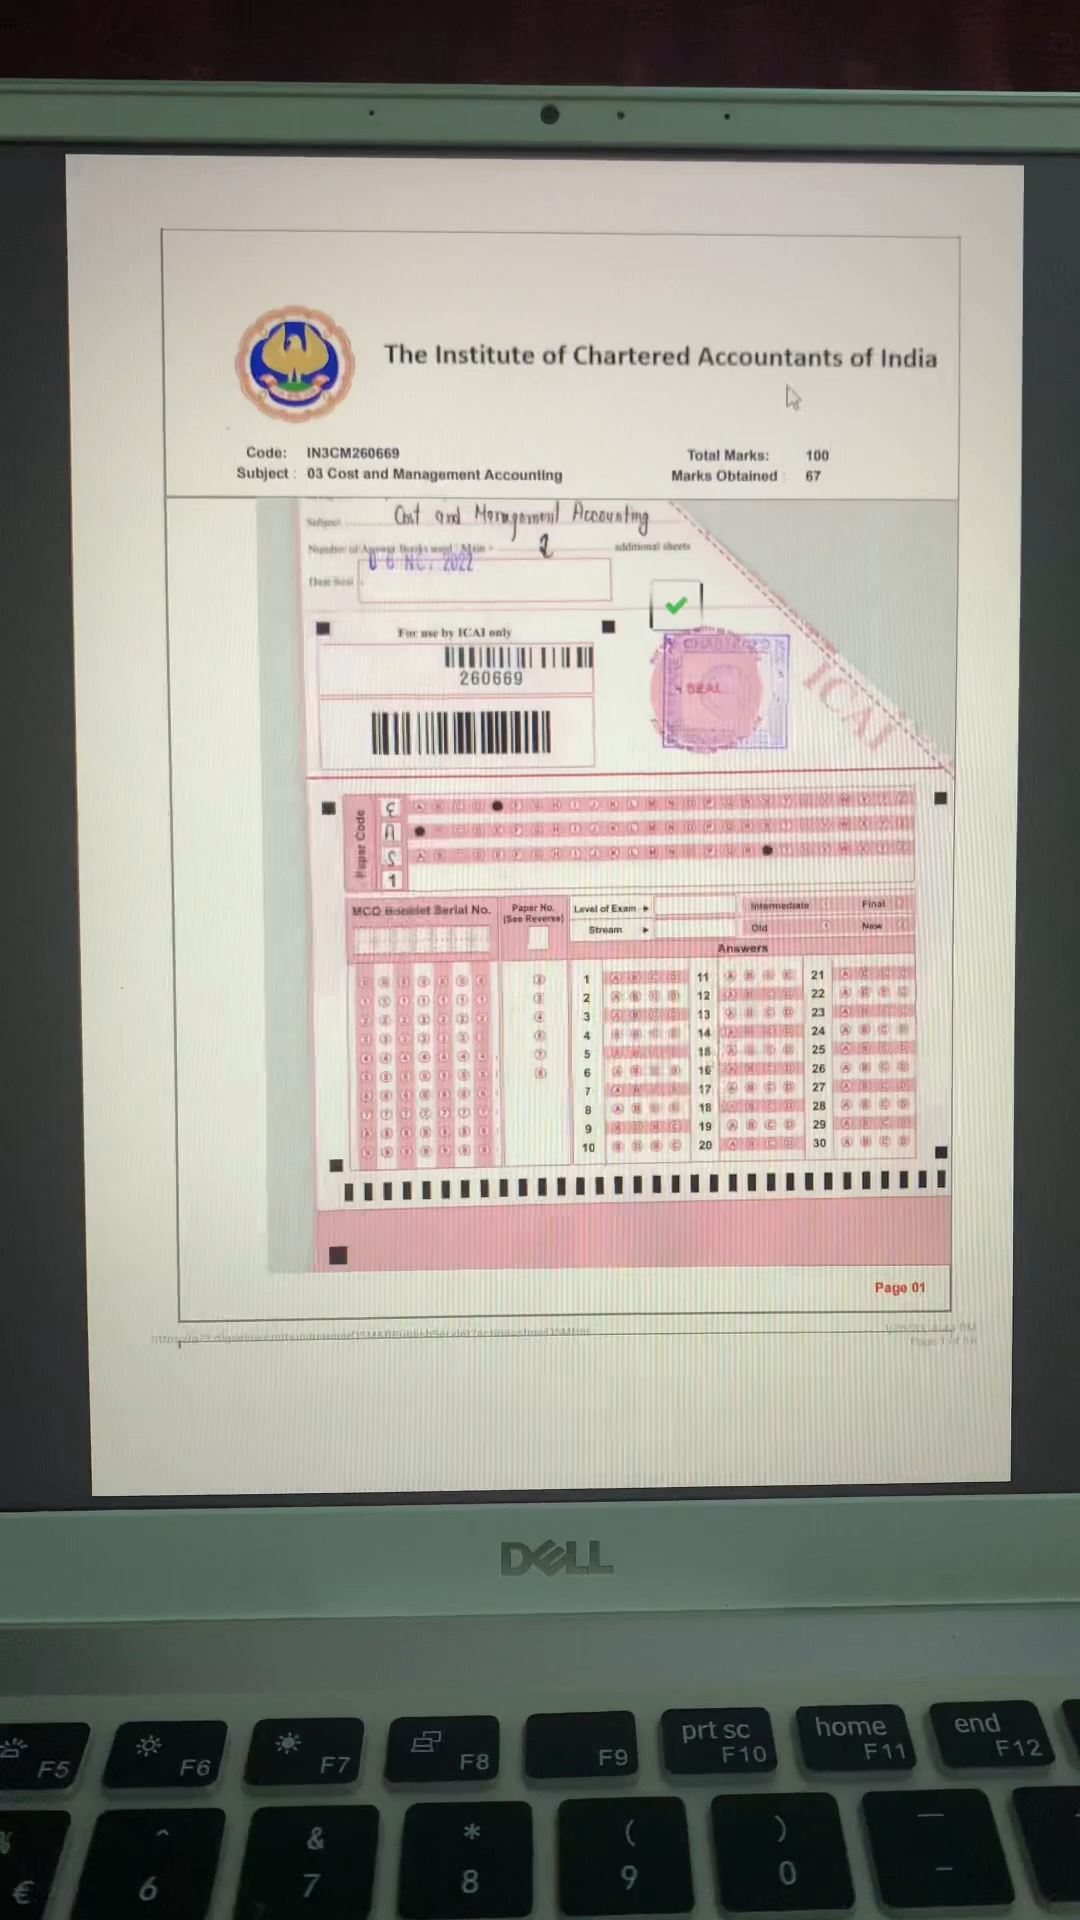 The Institute of Chartered Accountants of India
Code: IN3CM260669
Total Marks: 100
Subject : 03 Cost and Management Accounting
Marks Obtained : 67
Subject
Cost and Management Accounting
Number of Answer Books used : Main - 2 additional sheets
Date Seal
2022
For use by ICAI only
260669
CHARTERED
SEAL
ICAI
Paper Code
E
A
S
1
MCQ Booklet Serial No.
Paper No.
(See Reverse)
Level of Exam
Intermediate
Final
Stream
Old
New
Answers
1 11 21
2 12 22
3 13 23
4 14 24
5 15 25
6 16 26
7 17 27
8 18 28
9 19 29
10 20 30
Page 01
DELL
F5 F6 F7 F8 F9 prt sc F10 home F11 end F12
% € ^ 6 & 7 * 8 ( 9 ) 0 — -